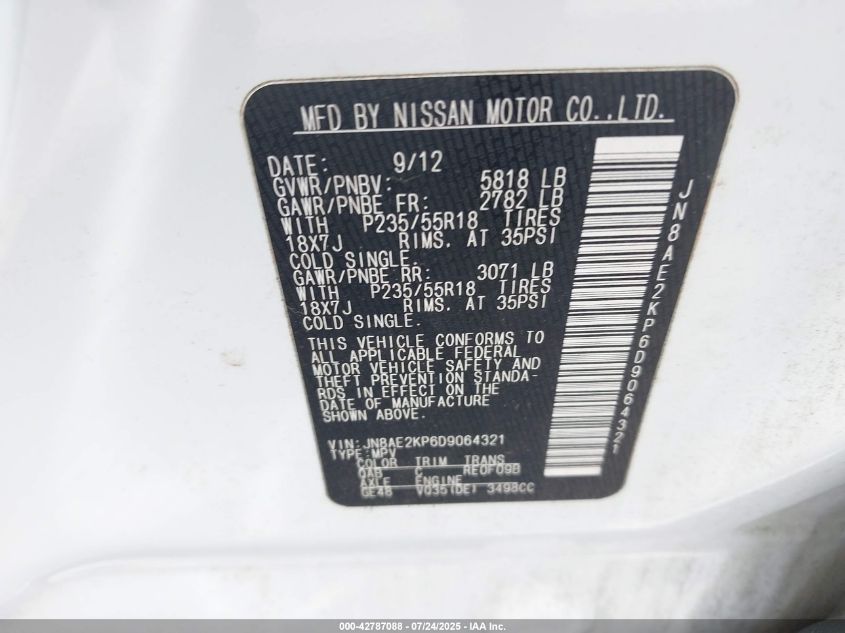 MFD BY NISSAN MOTOR CO.,LTD.
DATE: 9/12
GVWR/PNBV: 5818 LB
GAWR/PNBE FR: 2782 LB
WITH P235/55R18 TIRES
18X7J RIMS. AT 35PSI
COLD SINGLE.
GAWR/PNBE RR: 3071 LB
WITH P235/55R18 TIRES
18X7J RIMS. AT 35PSI
COLD SINGLE.
THIS VEHICLE CONFORMS TO
ALL APPLICABLE FEDERAL
MOTOR VEHICLE SAFETY AND
THEFT PREVENTION STANDA-
RDS IN EFFECT ON THE
DATE OF MANUFACTURE
SHOWN ABOVE.
VIN:JN8AE2KP6D9064321
TYPE:MPV
COLOR TRIM TRANS
QAB C RE0F09B
AXLE ENGINE
GE48 VQ35(DE) 3498CC
JN8AE2KP6D9064321
000-42787088 - 07/24/2025 - IAA Inc.